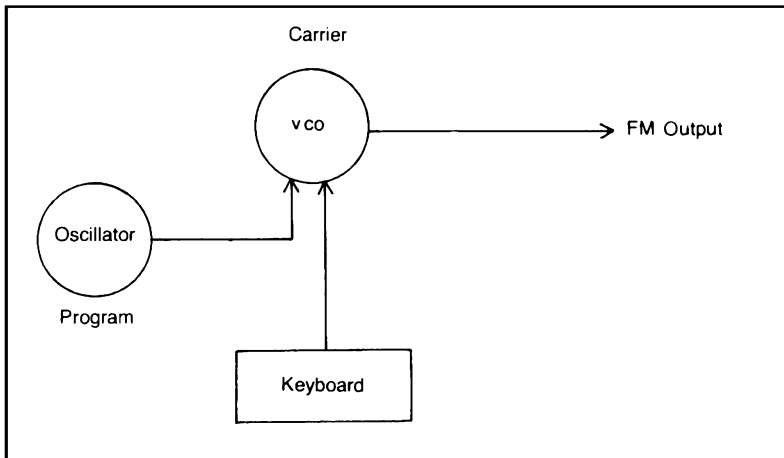 Carrier
vco
FM Output
Oscillator
Program
Keyboard